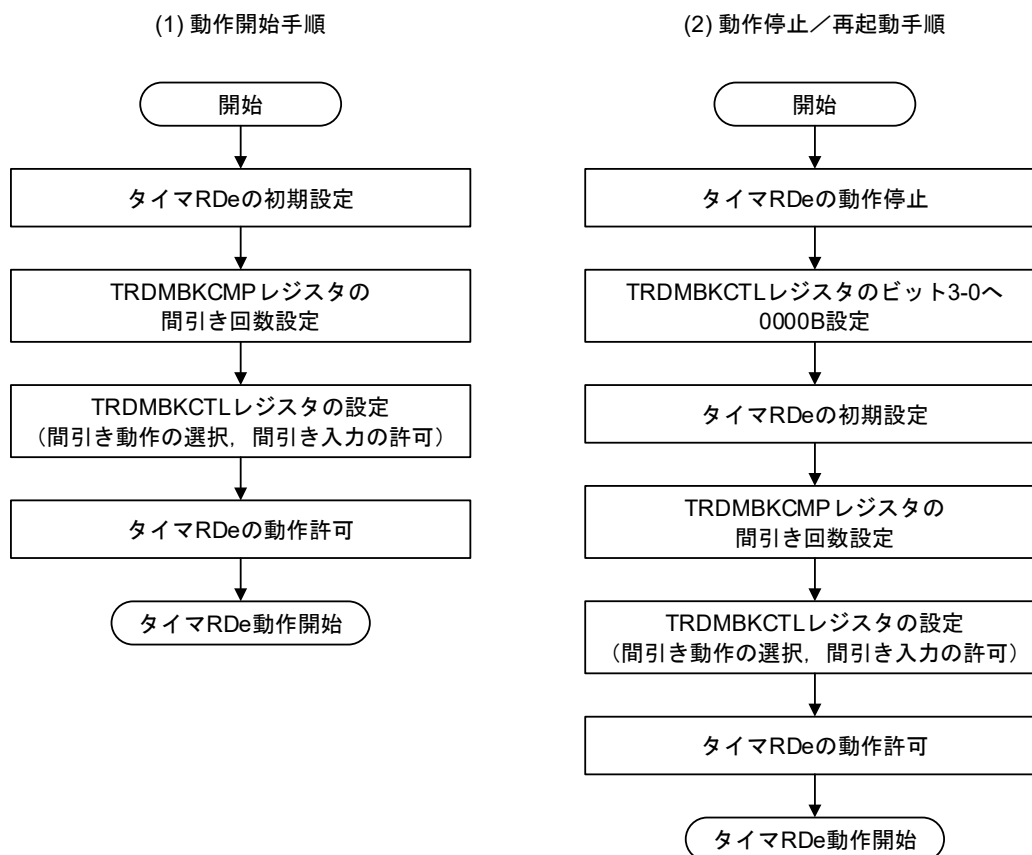 (1) 動作開始手順
開始
タイマRDeの初期設定
TRDMBKCMPレジスタの
間引き回数設定
TRDMBKCTLレジスタの設定
（間引き動作の選択，間引き入力の許可）
タイマRDeの動作許可
タイマRDe動作開始
(2) 動作停止／再起動手順
開始
タイマRDeの動作停止
TRDMBKCTLレジスタのビット3-0へ
0000B設定
タイマRDeの初期設定
TRDMBKCMPレジスタの
間引き回数設定
TRDMBKCTLレジスタの設定
（間引き動作の選択，間引き入力の許可）
タイマRDeの動作許可
タイマRDe動作開始